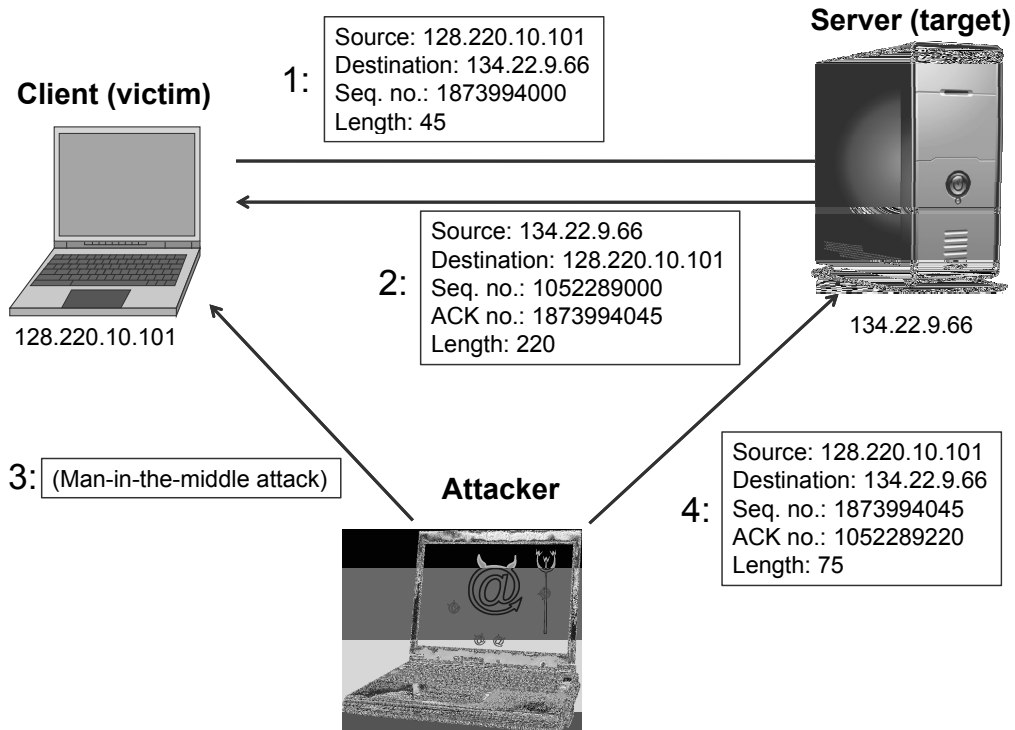 Server (target)
Client (victim)
1:
Source: 128.220.10.101
Destination: 134.22.9.66
Seq. no.: 1873994000
Length: 45
2:
Source: 134.22.9.66
Destination: 128.220.10.101
Seq. no.: 1052289000
ACK no.: 1873994045
Length: 220
128.220.10.101
134.22.9.66
3:
(Man-in-the-middle attack)
Attacker
@
4:
Source: 128.220.10.101
Destination: 134.22.9.66
Seq. no.: 1873994045
ACK no.: 1052289220
Length: 75